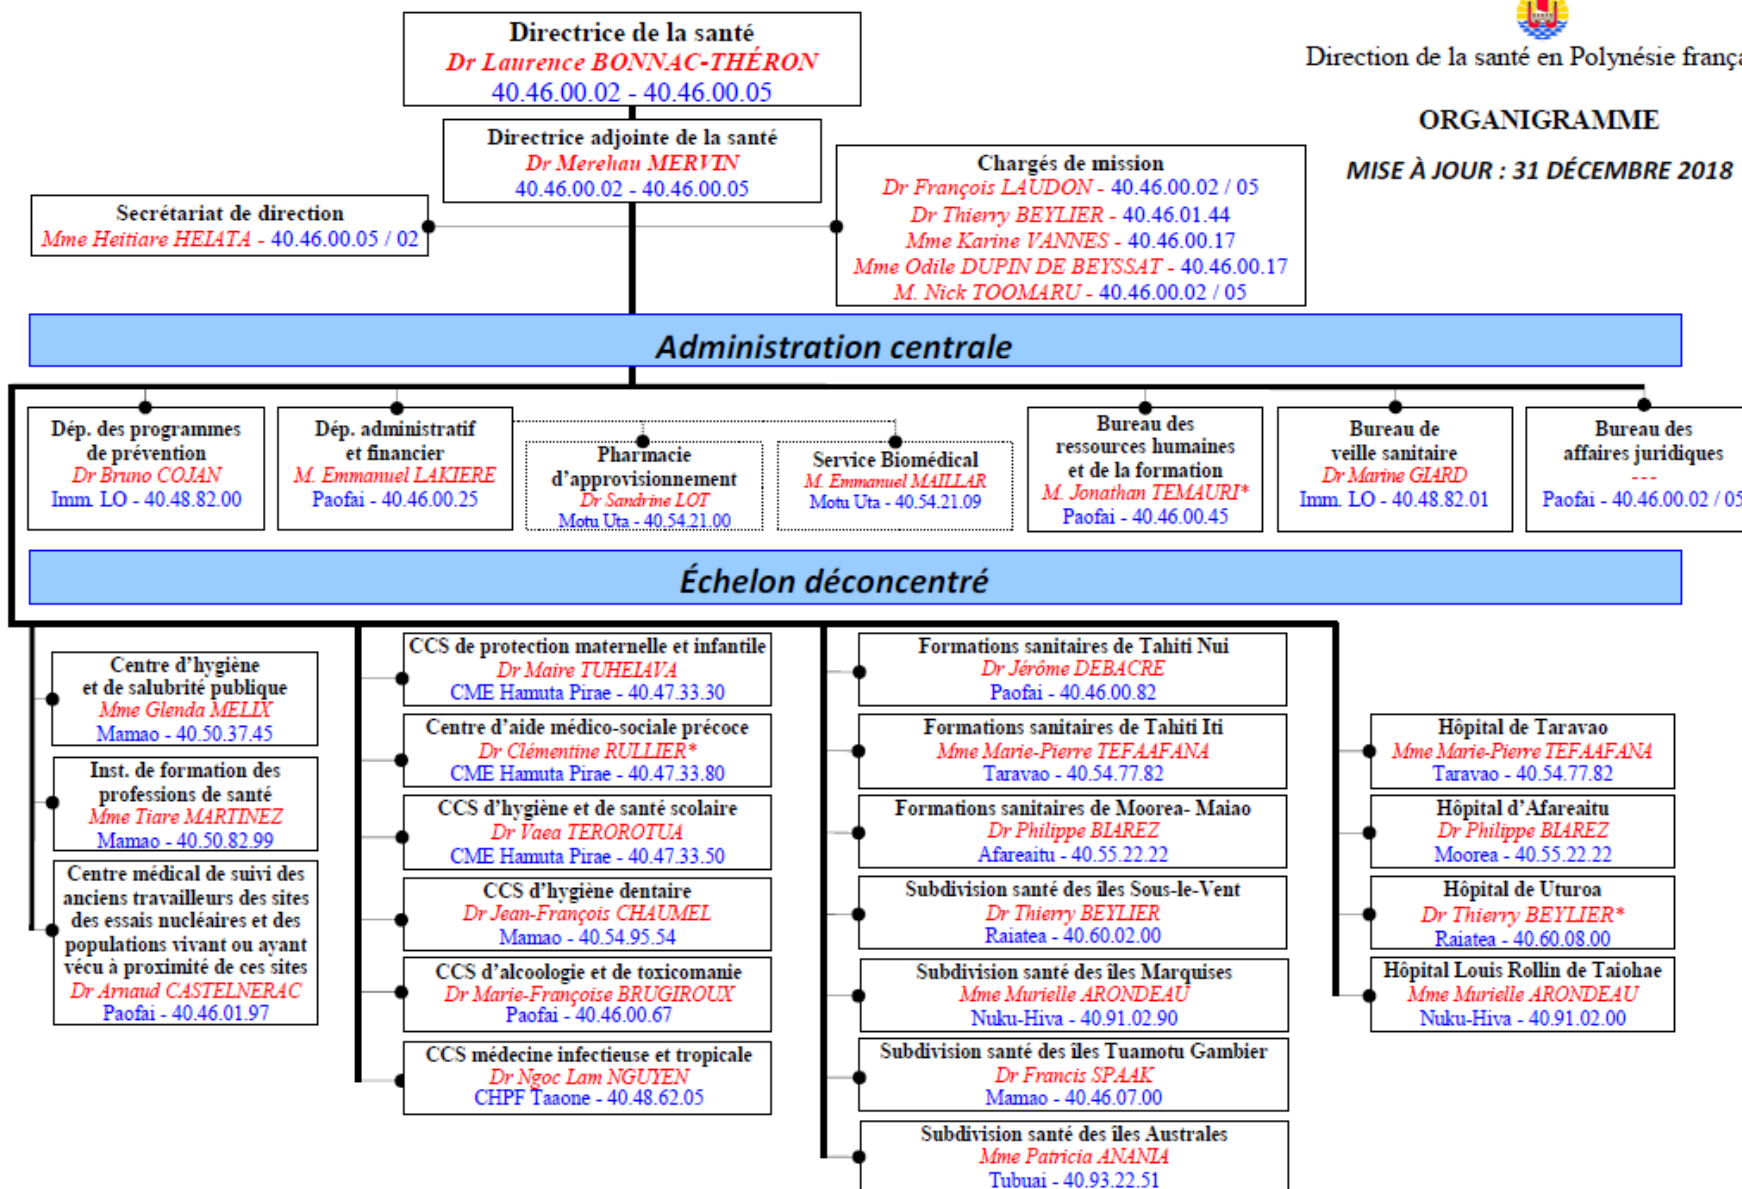 Directrice de la santé
Dr Laurence BONNAC-THÉRON
40.46.00.02 - 40.46.00.05
Direction de la santé en Polynésie frança
ORGANIGRAMME
MISE À JOUR : 31 DÉCEMBRE 2018
Directrice adjointe de la santé
Dr Merehau MERVIN
40.46.00.02 - 40.46.00.05
Secrétariat de direction
Mme Heitiare HEIATA - 40.46.00.05 / 02
Chargés de mission
Dr François LAUDON - 40.46.00.02 / 05
Dr Thierry BEYLIER - 40.46.01.44
Mme Karine VANNES - 40.46.00.17
Mme Odile DUPIN DE BEYSSAT - 40.46.00.17
M. Nick TOOMARU - 40.46.00.02 / 05
Administration centrale
Dép. des programmes
de prévention
Dr Bruno COJAN
Imm. LO - 40.48.82.00
Dép. administratif
et financier
M. Emmanuel LAKIERE
Paofai - 40.46.00.25
Pharmacie
d'approvisionnement
Dr Sandrine LOT
Motu Uta - 40.54.21.00
Service Biomédical
M. Emmanuel MAILLAR
Motu Uta - 40.54.21.09
Bureau des
ressources humaines
et de la formation
M. Jonathan TEMAURI*
Paofai - 40.46.00.45
Bureau de
veille sanitaire
Dr Marine GIARD
Imm. LO - 40.48.82.01
Bureau des
affaires juridiques
---
Paofai - 40.46.00.02 / 05
Échelon déconcentré
Centre d'hygiène
et de salubrité publique
Mme Glenda MELIX
Mamao - 40.50.37.45
Inst. de formation des
professions de santé
Mme Tiare MARTINEZ
Mamao - 40.50.82.99
Centre médical de suivi des
anciens travailleurs des sites
des essais nucléaires et des
populations vivant ou ayant
vécu à proximité de ces sites
Dr Arnaud CASTELNERAC
Paofai - 40.46.01.97
CCS de protection maternelle et infantile
Dr Maire TUHEIAVA
CME Hamuta Pirae - 40.47.33.30
Centre d'aide médico-sociale précoce
Dr Clémentine RULLIER*
CME Hamuta Pirae - 40.47.33.80
CCS d'hygiène et de santé scolaire
Dr Vaea TEROROTUA
CME Hamuta Pirae - 40.47.33.50
CCS d'hygiène dentaire
Dr Jean-François CHAUMEL
Mamao - 40.54.95.54
CCS d'alcoologie et de toxicomanie
Dr Marie-Françoise BRUGIROUX
Paofai - 40.46.00.67
CCS médecine infectieuse et tropicale
Dr Ngoc Lam NGUYEN
CHPF Taaone - 40.48.62.05
Formations sanitaires de Tahiti Nui
Dr Jérôme DEBACRE
Paofai - 40.46.00.82
Formations sanitaires de Tahiti Iti
Mme Marie-Pierre TEFAAFANA
Taravao - 40.54.77.82
Formations sanitaires de Moorea- Maiao
Dr Philippe BIAREZ
Afareaitu - 40.55.22.22
Subdivision santé des îles Sous-le-Vent
Dr Thierry BEYLIER
Raiatea - 40.60.02.00
Subdivision santé des îles Marquises
Mme Murielle ARONDEAU
Nuku-Hiva - 40.91.02.90
Subdivision santé des îles Tuamotu Gambier
Dr Francis SPAAK
Mamao - 40.46.07.00
Subdivision santé des îles Australes
Mme Patricia ANANIA
Tubuai - 40.93.22.51
Hôpital de Taravao
Mme Marie-Pierre TEFAAFANA
Taravao - 40.54.77.82
Hôpital d'Afareaitu
Dr Philippe BIAREZ
Moorea - 40.55.22.22
Hôpital de Uturoa
Dr Thierry BEYLIER*
Raiatea - 40.60.08.00
Hôpital Louis Rollin de Taiohae
Mme Murielle ARONDEAU
Nuku-Hiva - 40.91.02.00